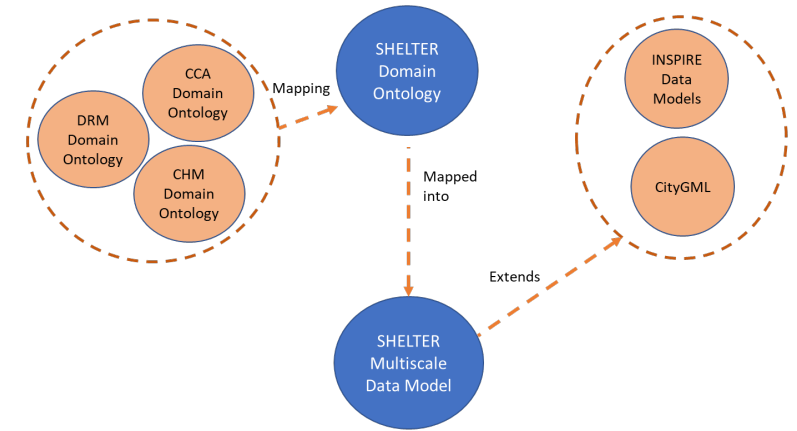 CCA
Domain
Ontology
DRM
Domain
Ontology
CHM
Domain
Ontology
Mapping
SHELTER
Domain
Ontology
Mapped
into
SHELTER
Multiscale
Data Model
Extends
INSPIRE
Data
Models
CityGML